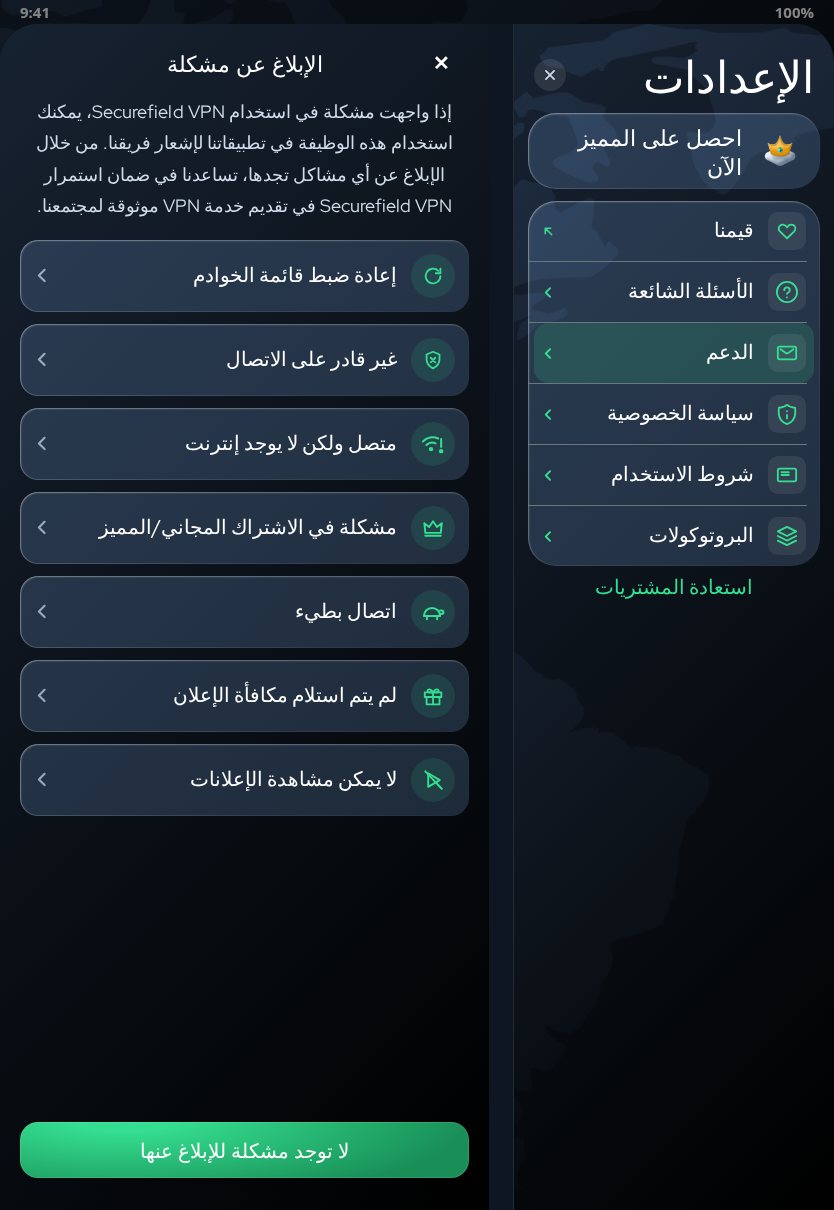 9:41
100%
الإعدادات
احصل على المميز
الآن
قيمنا
الأسئلة الشائعة
الدعم
سياسة الخصوصية
شروط الاستخدام
البروتوكولات
استعادة المشتريات
الإبلاغ عن مشكلة
إذا واجهت مشكلة في استخدام Securefield VPN، يمكنك
استخدام هذه الوظيفة في تطبيقاتنا لإشعار فريقنا. من خلال
الإبلاغ عن أي مشاكل تجدها، تساعدنا في ضمان استمرار
Securefield VPN في تقديم خدمة VPN موثوقة لمجتمعنا.
إعادة ضبط قائمة الخوادم
غير قادر على الاتصال
متصل ولكن لا يوجد إنترنت
مشكلة في الاشتراك المجاني/المميز
اتصال بطيء
لم يتم استلام مكافأة الإعلان
لا يمكن مشاهدة الإعلانات
لا توجد مشكلة للإبلاغ عنها